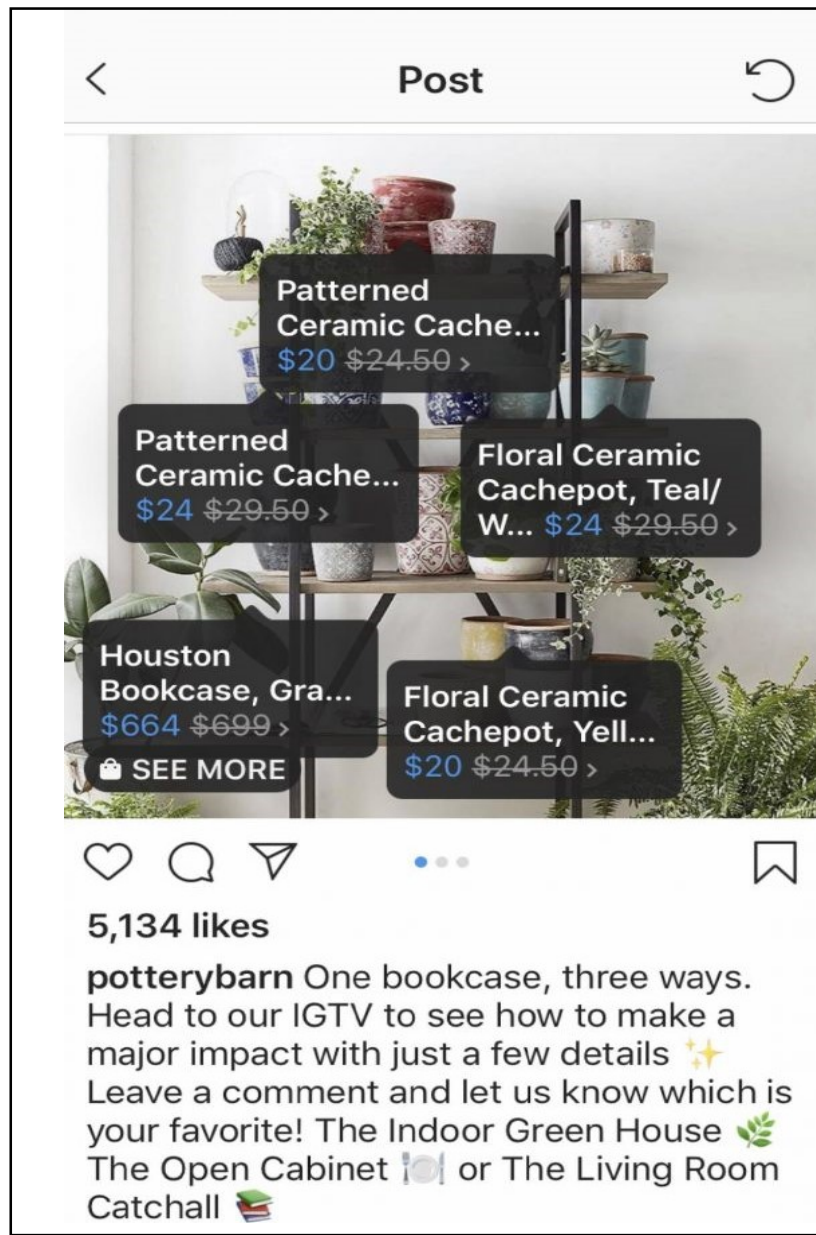 Post
Patterned
Ceramic Cache...
$20 $24.50 >
Patterned
Ceramic Cache...
$24 $29.50 >
Floral Ceramic
Cachepot, Teal/
W... $24 $29.50 >
Houston
Bookcase, Gra...
$664 $699 >
Floral Ceramic
Cachepot, Yell...
$20 $24.50 >
SEE MORE
5,134 likes
potterybarn One bookcase, three ways.
Head to our IGTV to see how to make a
major impact with just a few details ✨
Leave a comment and let us know which is
your favorite! The Indoor Green House 🌿
The Open Cabinet 🍽️ or The Living Room
Catchall 📚